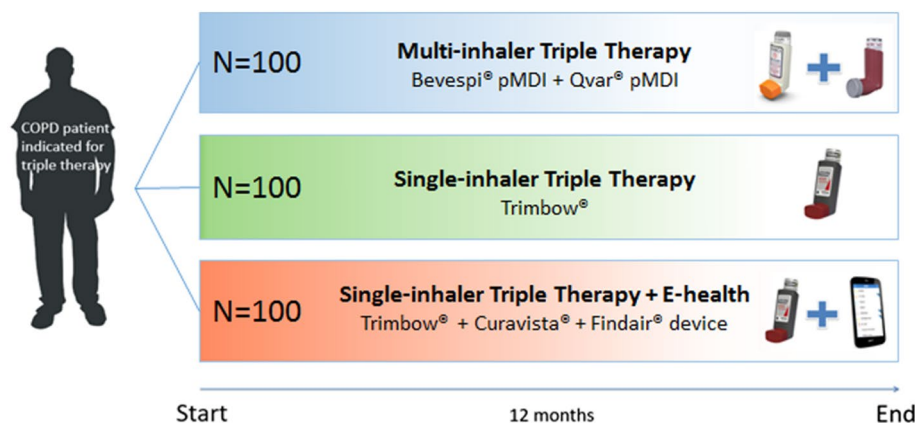 COPD patient
indicated for
triple therapy
N=100
Multi-inhaler Triple Therapy
Bevespi® pMDI + Qvar® pMDI
N=100
Single-inhaler Triple Therapy
Trimbow®
N=100
Single-inhaler Triple Therapy + E-health
Trimbow® + Curavista® + Findair® device
Start
12 months
End